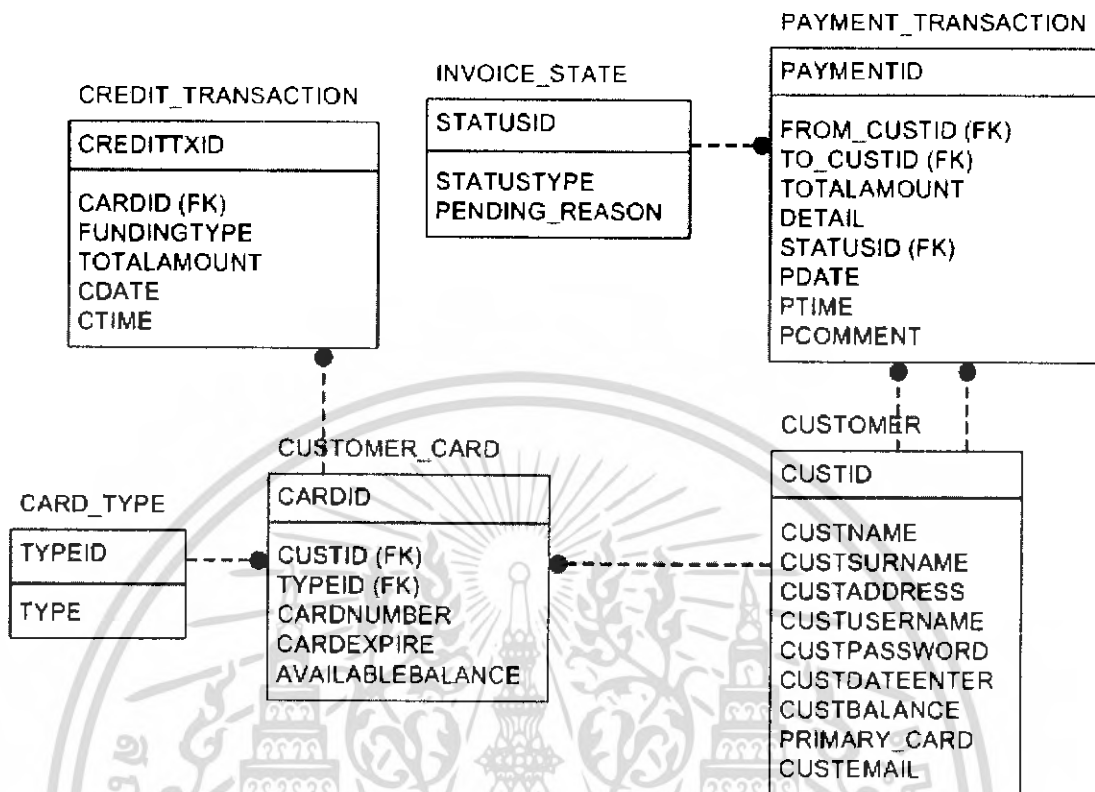 PAYMENT_TRANSACTION
PAYMENTID
FROM_CUSTID (FK)
TO_CUSTID (FK)
TOTALAMOUNT
DETAIL
STATUSID (FK)
PDATE
PTIME
PCOMMENT
INVOICE_STATE
STATUSID
STATUSTYPE
PENDING_REASON
CREDIT_TRANSACTION
CREDITTXID
CARDID (FK)
FUNDINGTYPE
TOTALAMOUNT
CDATE
CTIME
CUSTOMER_CARD
CARDID
CUSTID (FK)
TYPEID (FK)
CARDNUMBER
CARDEXPIRE
AVAILABLEBALANCE
CARD_TYPE
TYPEID
TYPE
CUSTOMER
CUSTID
CUSTNAME
CUSTSURNAME
CUSTADDRESS
CUSTUSERNAME
CUSTPASSWORD
CUSTDATEENTER
CUSTBALANCE
PRIMARY_CARD
CUSTEMAIL